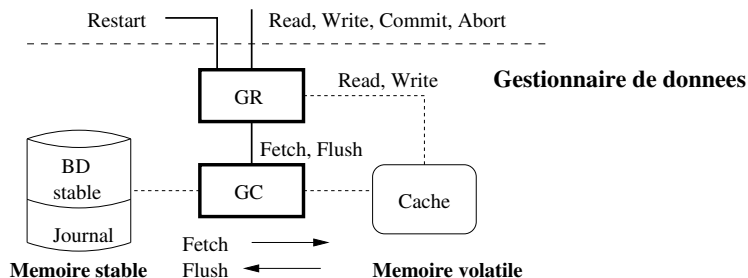 Restart
Read, Write, Commit, Abort
Read, Write
Gestionnaire de donnees
GR
Fetch, Flush
BD
stable
GC
Cache
Journal
Fetch
Memoire stable
Flush
Memoire volatile